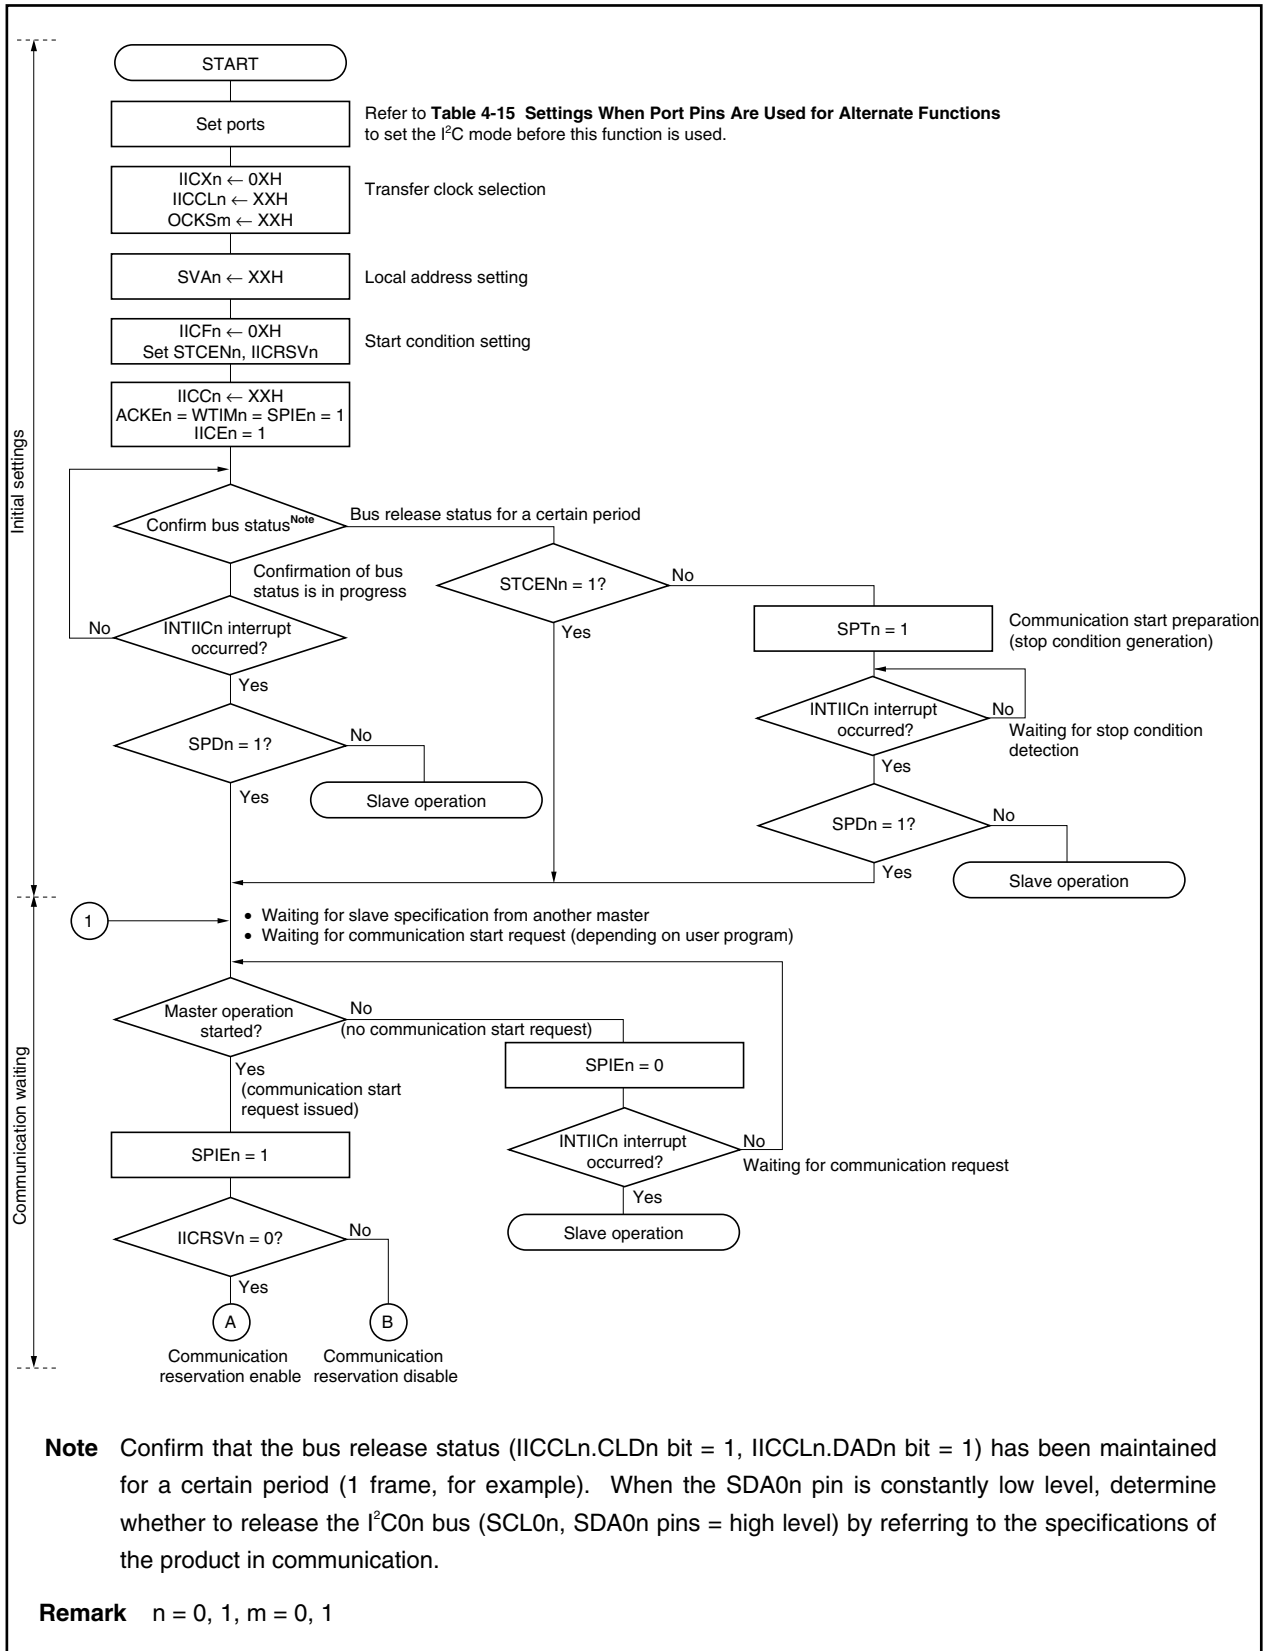 START
Set ports
Refer to Table 4-15 Settings When Port Pins Are Used for Alternate Functions
to set the I²C mode before this function is used.
IICXn ← 0XH
IICCLn ← XXH
OCKSm ← XXH
Transfer clock selection
SVAn ← XXH
Local address setting
IICFn ← 0XH
Set STCENn, IICRSVn
Start condition setting
IICCn ← XXH
ACKEn = WTIMn = SPIEn = 1
IICEn = 1
Initial settings
Confirm bus status^Note
Bus release status for a certain period
Confirmation of bus
status is in progress
STCENn = 1?
No
Yes
SPTn = 1
Communication start preparation
(stop condition generation)
No
INTIICn interrupt
occurred?
Yes
INTIICn interrupt
occurred?
No
Waiting for stop condition
detection
Yes
SPDn = 1?
No
Slave operation
Yes
SPDn = 1?
No
Slave operation
Yes
1
• Waiting for slave specification from another master
• Waiting for communication start request (depending on user program)
Communication waiting
Master operation
started?
No
(no communication start request)
Yes
(communication start
request issued)
SPIEn = 0
INTIICn interrupt
occurred?
No
Waiting for communication request
Yes
Slave operation
SPIEn = 1
IICRSVn = 0?
No
Yes
A
B
Communication
reservation enable
Communication
reservation disable
Note Confirm that the bus release status (IICCLn.CLDn bit = 1, IICCLn.DADn bit = 1) has been maintained
for a certain period (1 frame, for example). When the SDA0n pin is constantly low level, determine
whether to release the I²C0n bus (SCL0n, SDA0n pins = high level) by referring to the specifications of
the product in communication.
Remark n = 0, 1, m = 0, 1